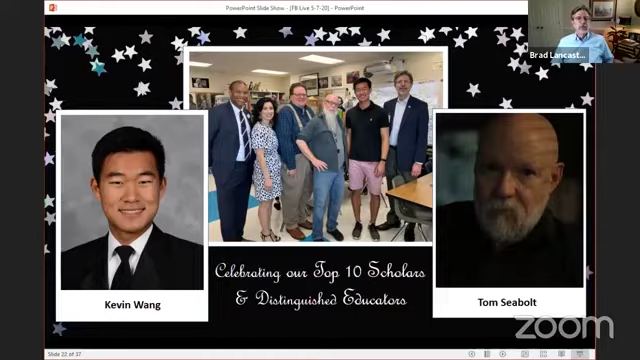 PowerPoint Slide Show - [FB Live 5-7-20] - PowerPoint
Brad Lancast...
Celebrating our Top 10 Scholars
& Distinguished Educators
Kevin Wang
Tom Seabolt
Slide 22 of 37
zoom